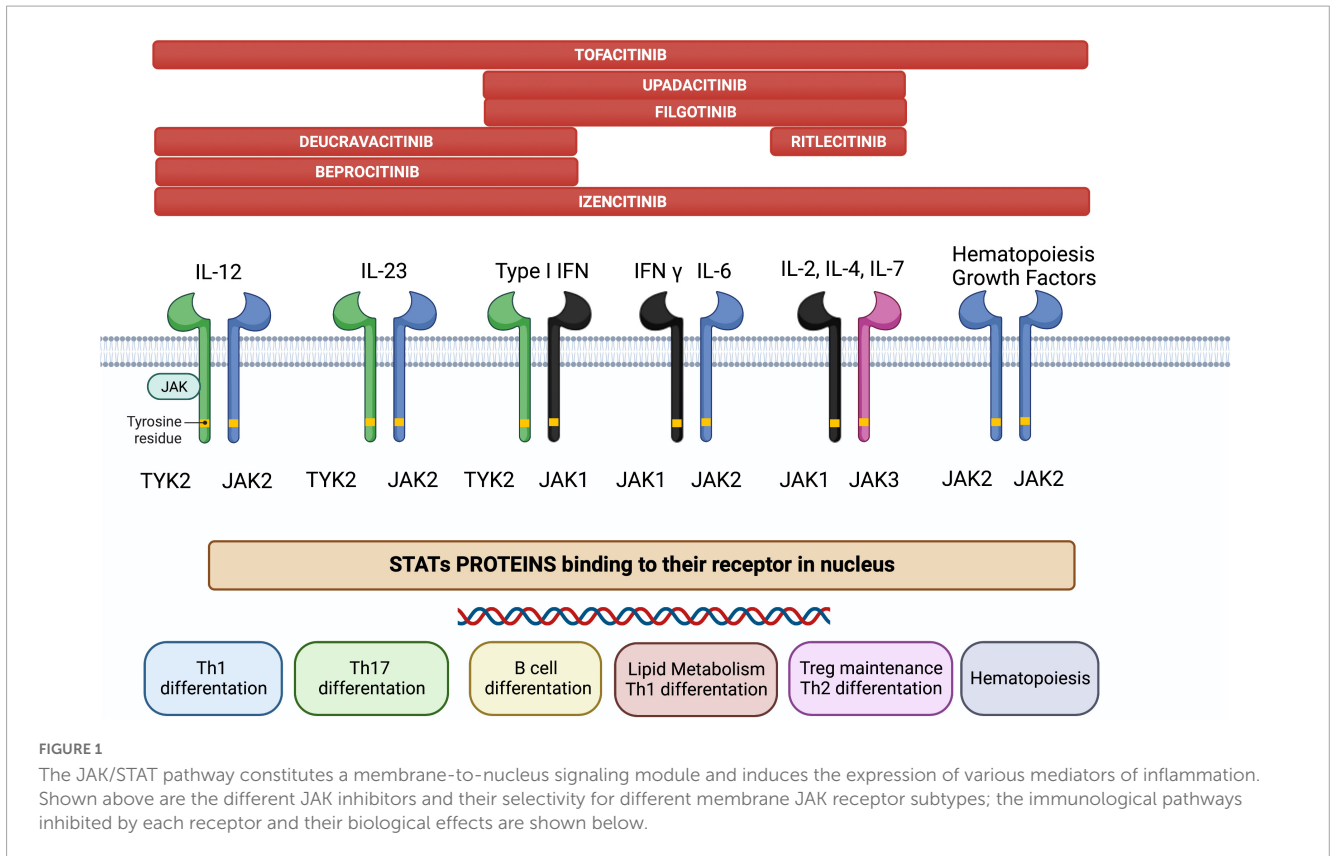 TOFACITINIB
UPADACITINIB
FILGOTINIB
DEUCRAVACITINIB
RITLECITINIB
BEPROCITINIB
IZENCITINIB
IL-12
IL-23
Type I IFN
IFN γ
IL-6
IL-2, IL-4, IL-7
Hematopoiesis
Growth Factors
JAK
Tyrosine
residue
TYK2
JAK2
TYK2
JAK2
TYK2
JAK1
JAK1
JAK2
JAK1
JAK3
JAK2
JAK2
STATs PROTEINS binding to their receptor in nucleus
Th1
differentation
Th17
differentation
B cell
differentation
Lipid Metabolism
Th1 differentation
Treg maintenance
Th2 differentation
Hematopoiesis
FIGURE 1
The JAK/STAT pathway constitutes a membrane-to-nucleus signaling module and induces the expression of various mediators of inflammation.
Shown above are the different JAK inhibitors and their selectivity for different membrane JAK receptor subtypes; the immunological pathways
inhibited by each receptor and their biological effects are shown below.